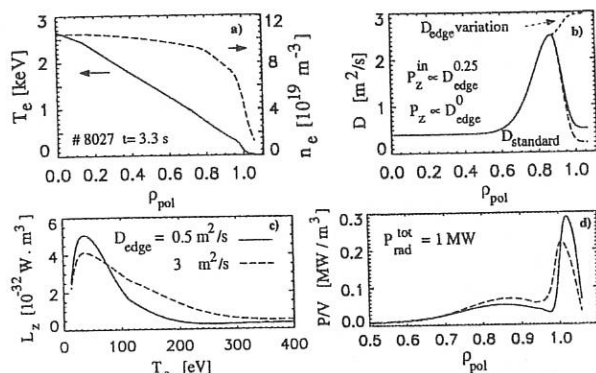 a)
3
2
1
0
T_e [keV]
12
8
4
0
n_e [10^19 m^-3]
# 8027 t= 3.3 s
0.0 0.2 0.4 0.6 0.8 1.0
ρ_pol
D_edge variation
b)
3
2
1
0
D [m^2/s]
P_z^in ∝ D_edge^0.25
P_z ∝ D_edge^0
D_standard
0.0 0.2 0.4 0.6 0.8 1.0
ρ_pol
c)
6
4
2
0
L_z [10^-32 W . m^3]
D_edge = 0.5 m^2/s
3 m^2/s
0 100 200 300 400
T_e [eV]
d)
0.3
0.2
0.1
0.0
P/V [MW / m^3]
P_rad^tot = 1 MW
0.5 0.6 0.7 0.8 0.9 1.0
ρ_pol